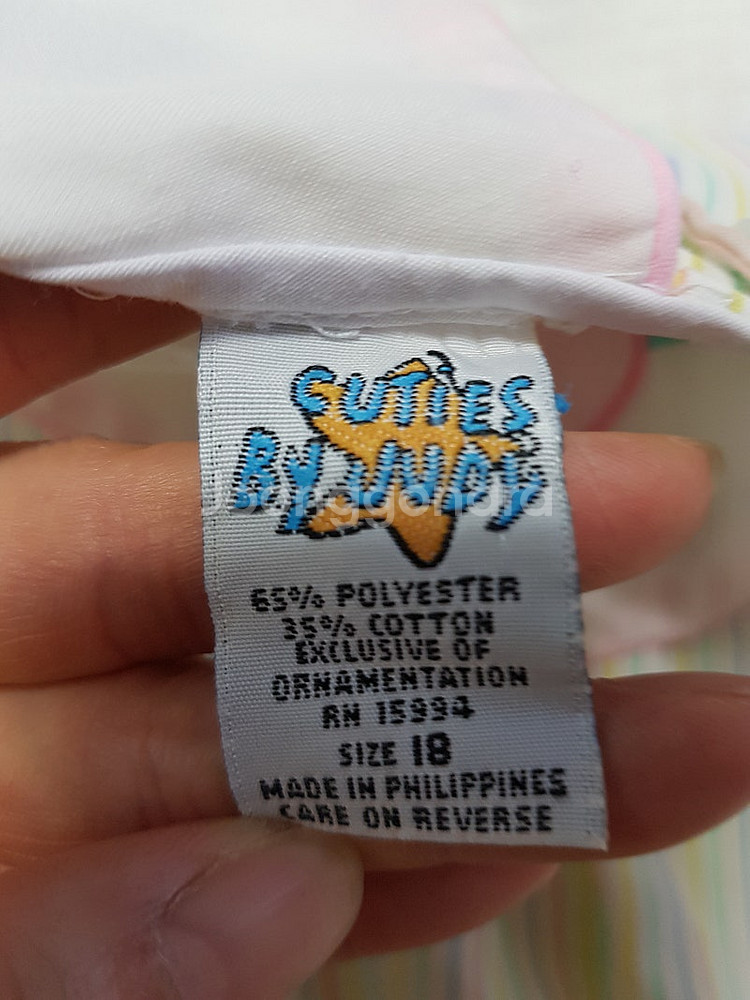 CUTIES
BY JUDY
65% POLYESTER
35% COTTON
EXCLUSIVE OF
ORNAMENTATION
RN 15994
SIZE 18
MADE IN PHILIPPINES
CARE ON REVERSE